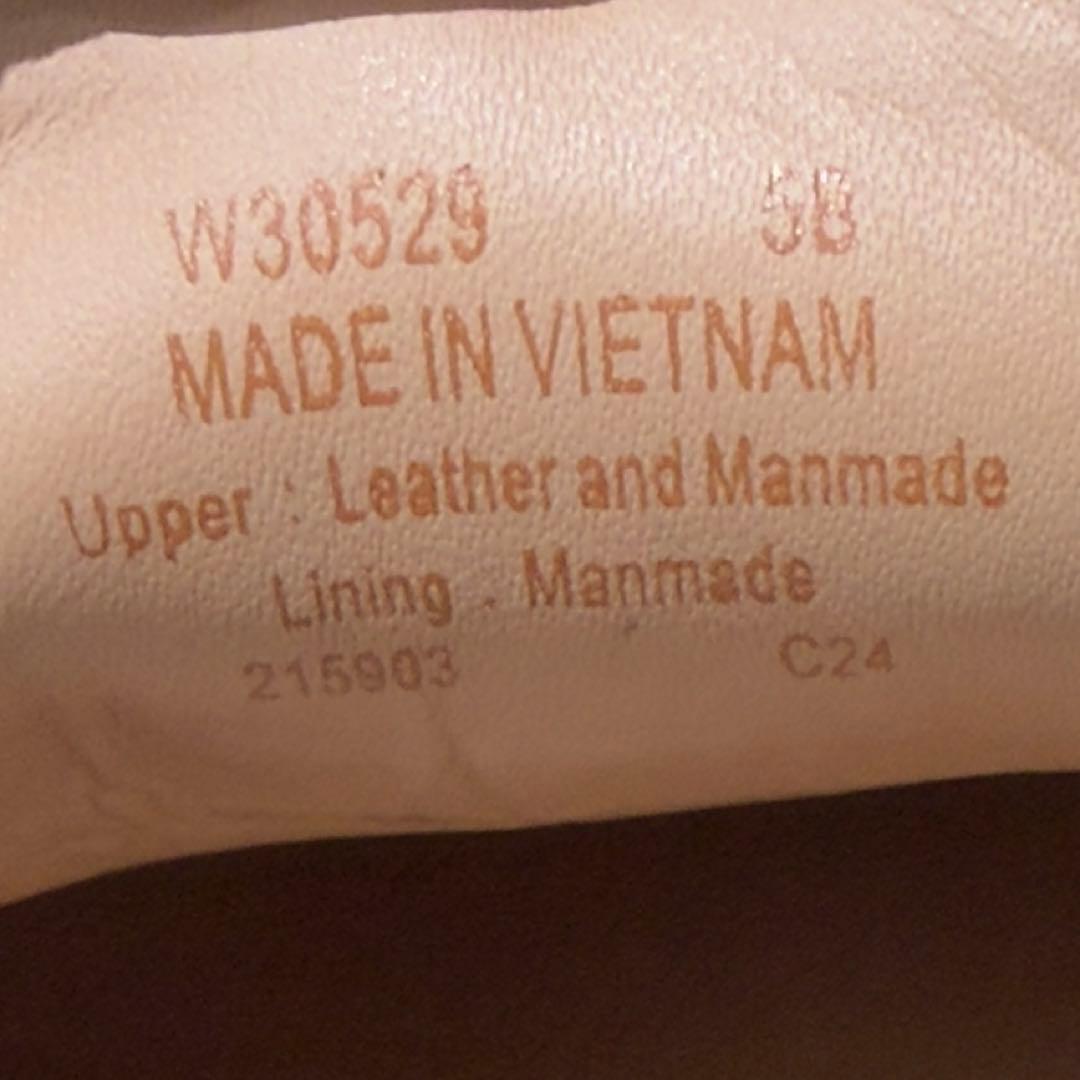 W30529 5B
MADE IN VIETNAM
Upper : Leather and Manmade
Lining : Manmade
215903 C24